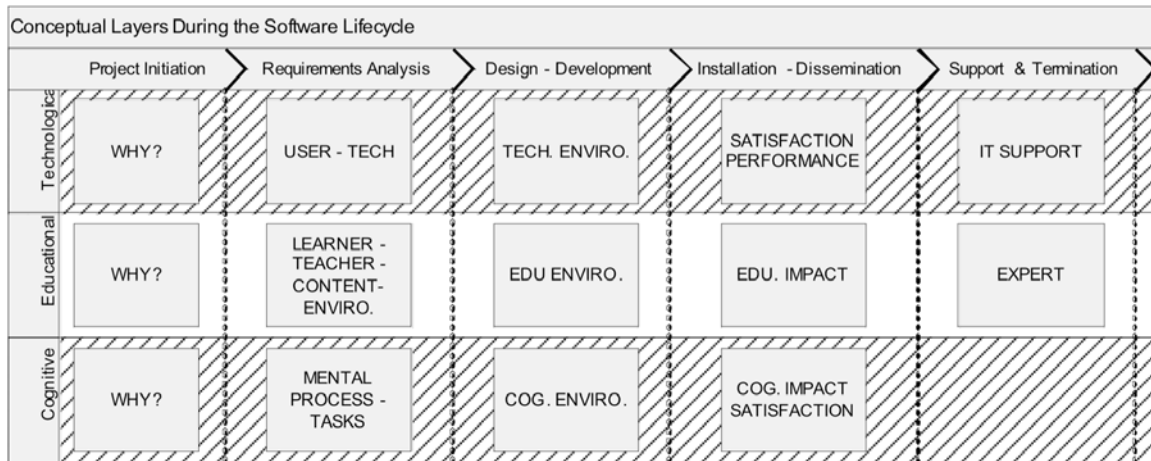 Conceptual Layers During the Software Lifecycle
Project Initiation
Requirements Analysis
Design - Development
Installation - Dissemination
Support & Termination
Technological
WHY?
USER - TECH
TECH. ENVIRO.
SATISFACTION
PERFORMANCE
IT SUPPORT
Educational
WHY?
LEARNER -
TEACHER -
CONTENT-
ENVIRO.
EDU ENVIRO.
EDU. IMPACT
EXPERT
Cognitive
WHY?
MENTAL
PROCESS -
TASKS
COG. ENVIRO.
COG. IMPACT
SATISFACTION